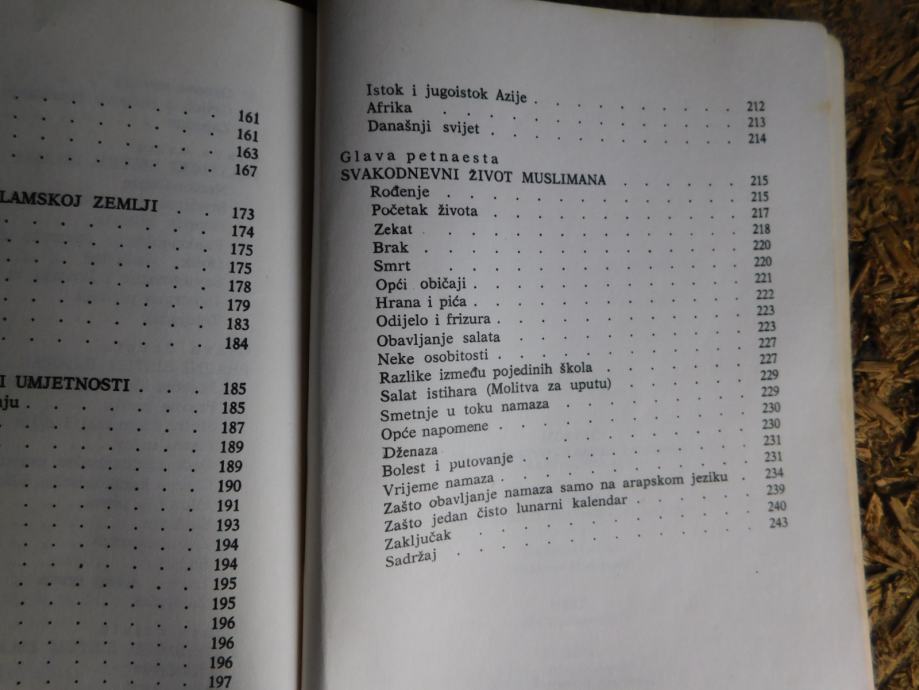 . . . . . . . 161
. . . . . . . 161
. . . . . . . 163
. . . . . . . 167
LAMSKOJ ZEMLJI . . 173
. . . . . . . 174
. . . . . . . 175
. . . . . . . 175
. . . . . . . 178
. . . . . . . 179
. . . . . . . 183
. . . . . . . 184
I UMJETNOSTI . . . . 185
nju . . . . . . . 185
. . . . . . . 187
. . . . . . . 189
. . . . . . . 189
. . . . . . . 190
. . . . . . . 191
. . . . . . . 193
. . . . . . . 194
. . . . . . . 194
. . . . . . . 195
. . . . . . . 195
. . . . . . . 196
. . . . . . . 196
. . . . . . . 196
. . . . . . . 197
Istok i jugoistok Azije . . . . . . . . 212
Afrika . . . . . . . . . . . 213
Današnji svijet . . . . . . . . . . 214
Glava petnaesta
SVAKODNEVNI ŽIVOT MUSLIMANA . . . . . 215
Rođenje . . . . . . . . . . . 215
Početak života . . . . . . . . . . 217
Zekat . . . . . . . . . . . 218
Brak . . . . . . . . . . . . 220
Smrt . . . . . . . . . . . 220
Opći običaji . . . . . . . . . . 221
Hrana i pića . . . . . . . . . . 222
Odijelo i frizura . . . . . . . . . 223
Obavljanje salata . . . . . . . . . 223
Neke osobitosti . . . . . . . . . 227
Razlike između pojedinih škola . . . . . . 227
Salat istihara (Molitva za uputu) . . . . . 229
Smetnje u toku namaza . . . . . . . 229
Opće napomene . . . . . . . . . 230
Dženaza . . . . . . . . . . 230
Bolest i putovanje . . . . . . . . . 231
Vrijeme namaza . . . . . . . . . 231
Zašto obavljanje namaza samo na arapskom jeziku . 234
Zašto jedan čisto lunarni kalendar . . . . . 239
Zaključak . . . . . . . . . . 240
Sadržaj . . . . . . . . . . . 243